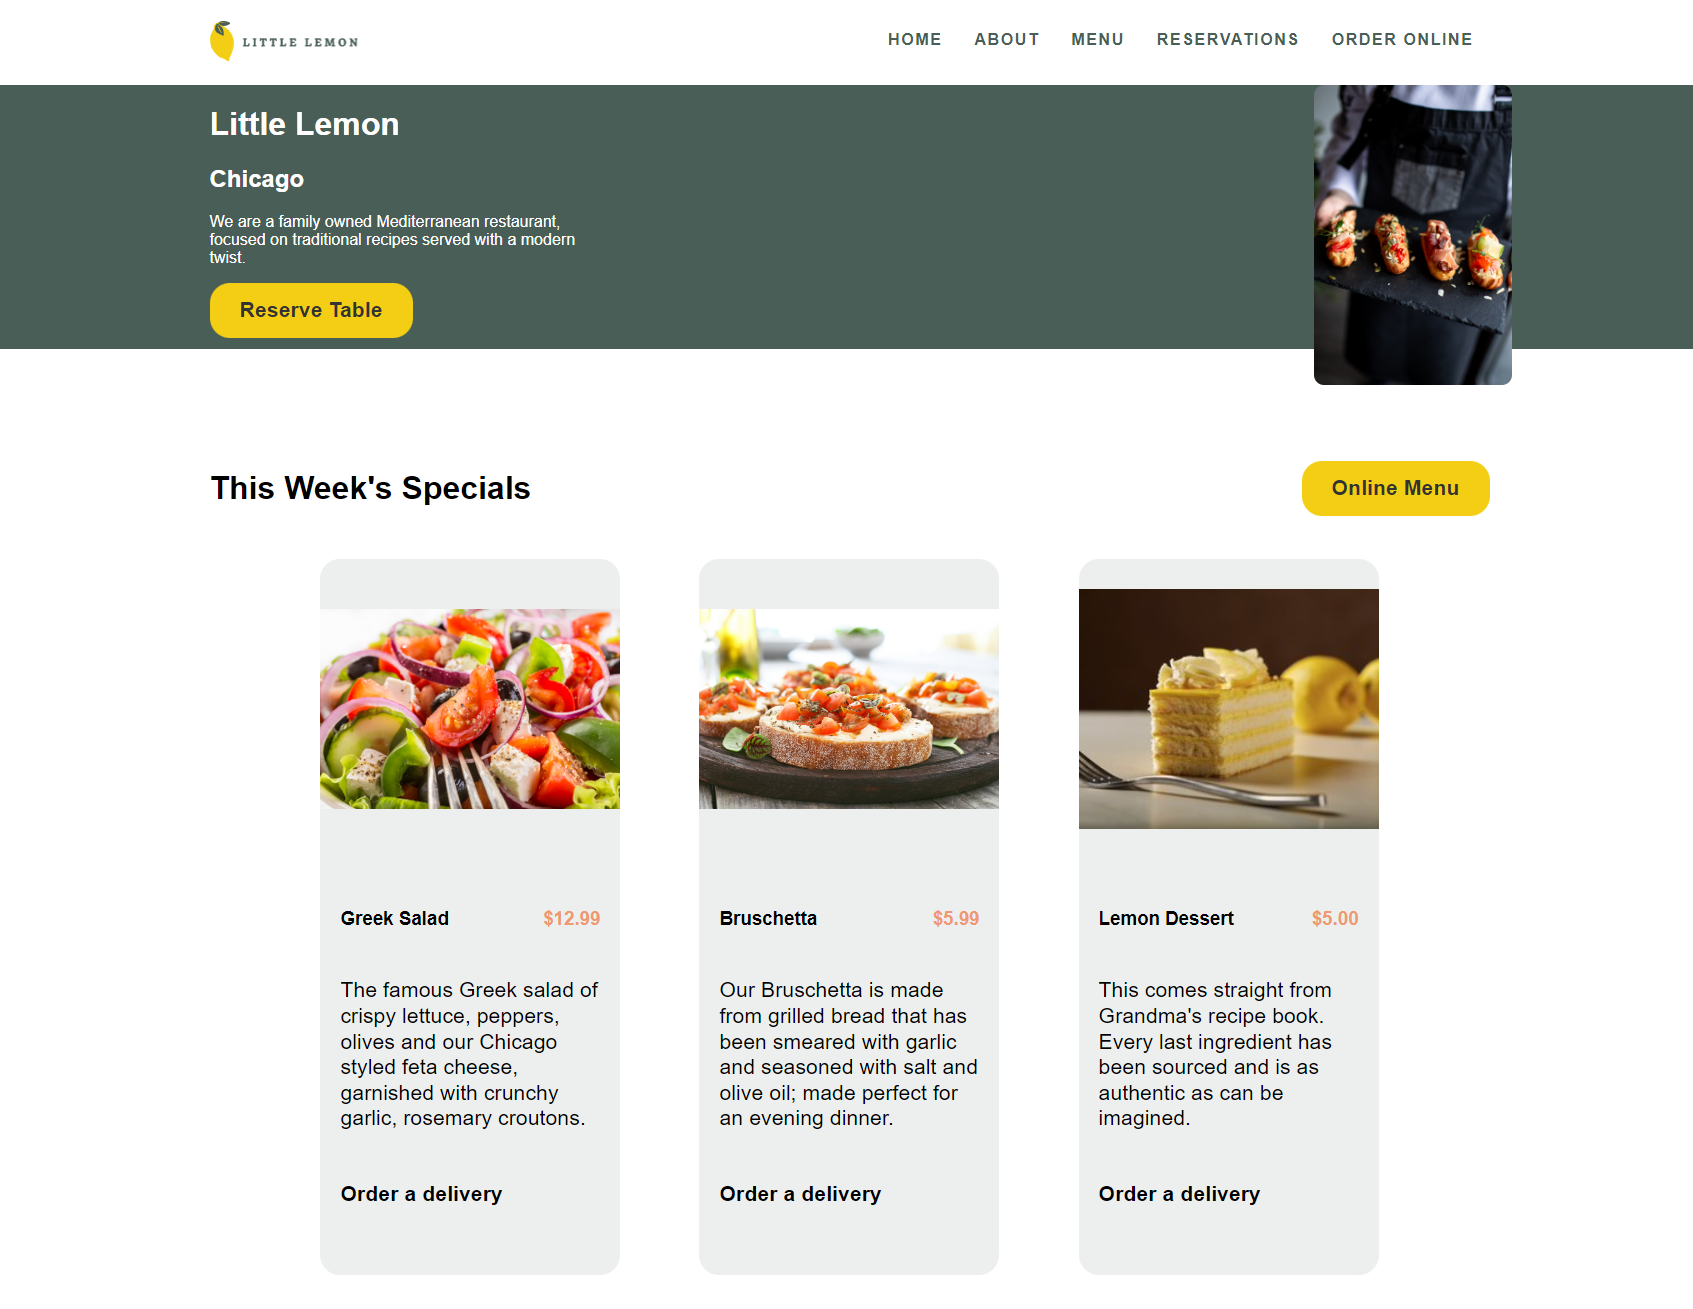 LITTLE LEMON
HOME ABOUT MENU RESERVATIONS ORDER ONLINE
Little Lemon
Chicago
We are a family owned Mediterranean restaurant,
focused on traditional recipes served with a modern
twist.
Reserve Table
This Week's Specials
Online Menu
Greek Salad $12.99
The famous Greek salad of
crispy lettuce, peppers,
olives and our Chicago
styled feta cheese,
garnished with crunchy
garlic, rosemary croutons.
Order a delivery
Bruschetta $5.99
Our Bruschetta is made
from grilled bread that has
been smeared with garlic
and seasoned with salt and
olive oil; made perfect for
an evening dinner.
Order a delivery
Lemon Dessert $5.00
This comes straight from
Grandma's recipe book.
Every last ingredient has
been sourced and is as
authentic as can be
imagined.
Order a delivery